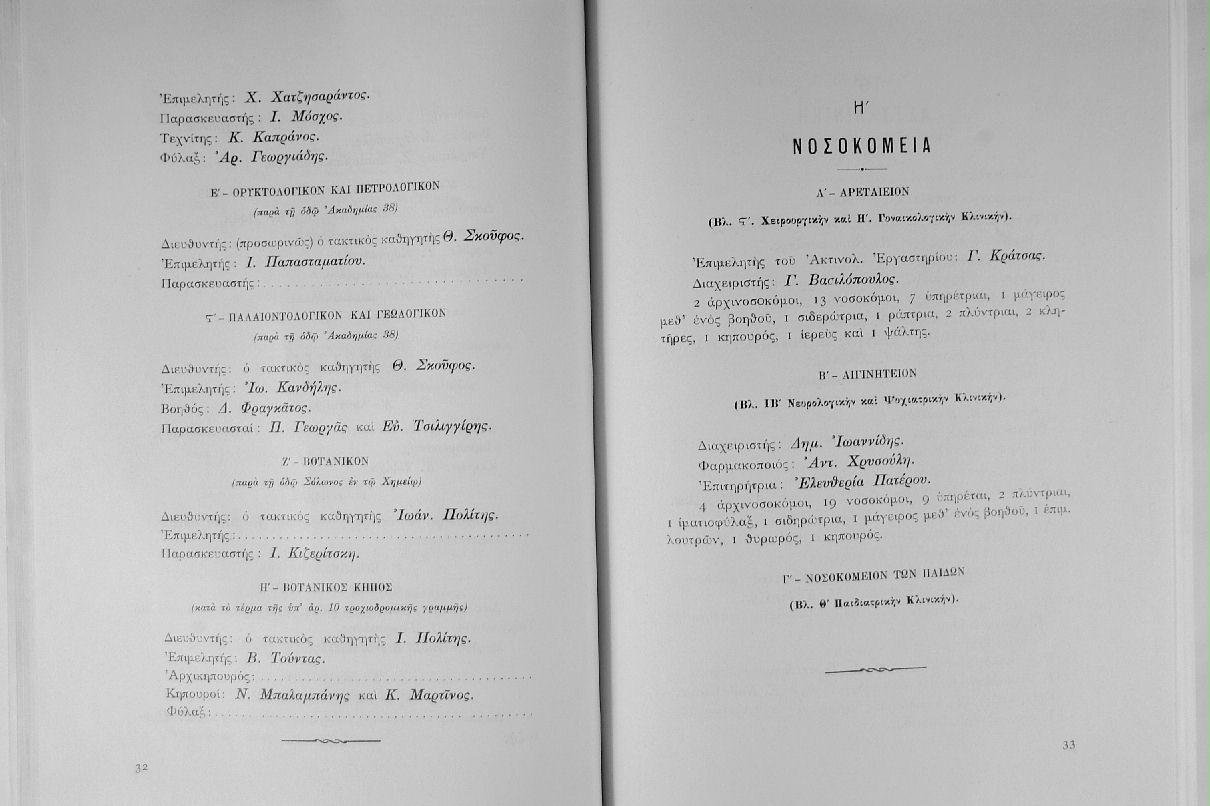 Ἐπιμελητής: Χ. Χατζησαράντος.
Παρασκευαστής: Ι. Μόσχος.
Τεχνίτης: Κ. Καπράνος.
Φύλαξ: Ἀρ. Γεωργιάδης.
Ε′ – ΟΡΥΚΤΟΛΟΓΙΚΟΝ ΚΑΙ ΠΕΤΡΟΛΟΓΙΚΟΝ
(παρὰ τῇ ὁδῷ Ἀκαδημίας 38)
Διευθυντής: (προσωρινῶς) ὁ τακτικὸς καθηγητὴς Θ. Σκοῦφος.
Ἐπιμελητής: Ι. Παπασταματίου.
Παρασκευαστής: . . . . . . . . . . . . . . . . . . . . . . . . . . . . . .
Ϛ′ – ΠΑΛΑΙΟΝΤΟΛΟΓΙΚΟΝ ΚΑΙ ΓΕΩΛΟΓΙΚΟΝ
(παρὰ τῇ ὁδῷ Ἀκαδημίας 38)
Διευθυντής: ὁ τακτικὸς καθηγητὴς Θ. Σκοῦφος.
Ἐπιμελητής: Ἰω. Κανδήλης.
Βοηθός: Δ. Φραγκᾶτος.
Παρασκευασταί: Π. Γεωργᾶς καὶ Εὐ. Τσιλιγγίρης.
Ζ′ – ΒΟΤΑΝΙΚΟΝ
(παρὰ τῇ ὁδῷ Σόλωνος ἐν τῷ Χημείῳ)
Διευθυντής: ὁ τακτικὸς καθηγητὴς Ἰωάν. Πολίτης.
Ἐπιμελητής: . . . . . . . . . . . . . . . . . . . . . . . . . . . . . .
Παρασκευαστής: Ι. Κιζερίτσκη.
Η′ – ΒΟΤΑΝΙΚΟΣ ΚΗΠΟΣ
(κατὰ τὸ τέρμα τῆς ὑπ' ἀρ. 10 τροχιοδρομικῆς γραμμῆς)
Διευθυντής: ὁ τακτικὸς καθηγητὴς Ι. Πολίτης.
Ἐπιμελητής: Β. Τούντας.
Ἀρχικηπουρός: . . . . . . . . . . . . . . . . . . . . . . . . . . . . . .
Κηπουροί: Ν. Μπαλαμπάνης καὶ Κ. Μαρτῖνος.
Φύλαξ: . . . . . . . . . . . . . . . . . . . . . . . . . . . . . .
32
Η′
ΝΟΣΟΚΟΜΕΙΑ
Α′ – ΑΡΕΤΑΙΕΙΟΝ
(Βλ. Ϛ′. Χειρουργικὴν καὶ Η′. Γυναικολογικὴν Κλινικήν).
Ἐπιμελητὴς τοῦ Ἀκτινολ. Ἐργαστηρίου: Γ. Κράτσας.
Διαχειριστής: Γ. Βασιλόπουλος.
2 ἀρχινοσοκόμοι, 13 νοσοκόμοι, 7 ὑπηρέτριαι, 1 μάγειρος
μεθ' ἑνὸς βοηθοῦ, 1 σιδερώτρια, 1 ράπτρια, 2 πλύντριαι, 2 κλη-
τῆρες, 1 κηπουρός, 1 ἱερεὺς καὶ 1 ψάλτης.
Β′ – ΑΙΓΙΝΗΤΕΙΟΝ
(Βλ. ΙΒ′ Νευρολογικὴν καὶ Ψυχιατρικὴν Κλινικήν).
Διαχειριστής: Δημ. Ἰωαννίδης.
Φαρμακοποιός: Ἀντ. Χρυσούλη.
Ἐπιτηρήτρια: Ἐλευθερία Πατέρου.
4 ἀρχινοσοκόμοι, 19 νοσοκόμοι, 9 ὑπηρέται, 2 πλύντριαι,
1 ἱματιοφύλαξ, 1 σιδηρώτρια, 1 μάγειρος μεθ' ἑνὸς βοηθοῦ, 1 ἐπιμ.
λουτρῶν, 1 θυρωρός, 1 κηπουρός.
Γ′ – ΝΟΣΟΚΟΜΕΙΟΝ ΤΩΝ ΠΑΙΔΩΝ
(Βλ. Θ′ Παιδιατρικὴν Κλινικήν).
33